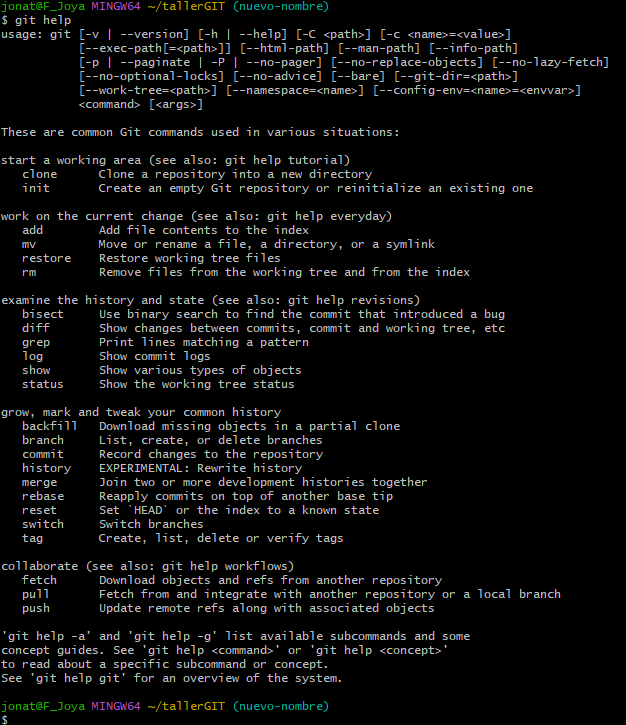 jonat@F_Joya MINGW64 ~/tallerGIT (nuevo-nombre)
$ git help
usage: git [-v | --version] [-h | --help] [-C <path>] [-c <name>=<value>]
           [--exec-path[=<path>]] [--html-path] [--man-path] [--info-path]
           [-p | --paginate | -P | --no-pager] [--no-replace-objects] [--no-lazy-fetch]
           [--no-optional-locks] [--no-advice] [--bare] [--git-dir=<path>]
           [--work-tree=<path>] [--namespace=<name>] [--config-env=<name>=<envvar>]
           <command> [<args>]

These are common Git commands used in various situations:

start a working area (see also: git help tutorial)
   clone      Clone a repository into a new directory
   init       Create an empty Git repository or reinitialize an existing one

work on the current change (see also: git help everyday)
   add        Add file contents to the index
   mv         Move or rename a file, a directory, or a symlink
   restore    Restore working tree files
   rm         Remove files from the working tree and from the index

examine the history and state (see also: git help revisions)
   bisect     Use binary search to find the commit that introduced a bug
   diff       Show changes between commits, commit and working tree, etc
   grep       Print lines matching a pattern
   log        Show commit logs
   show       Show various types of objects
   status     Show the working tree status

grow, mark and tweak your common history
   backfill   Download missing objects in a partial clone
   branch     List, create, or delete branches
   commit     Record changes to the repository
   history    EXPERIMENTAL: Rewrite history
   merge      Join two or more development histories together
   rebase     Reapply commits on top of another base tip
   reset      Set `HEAD` or the index to a known state
   switch     Switch branches
   tag        Create, list, delete or verify tags

collaborate (see also: git help workflows)
   fetch      Download objects and refs from another repository
   pull       Fetch from and integrate with another repository or a local branch
   push       Update remote refs along with associated objects

'git help -a' and 'git help -g' list available subcommands and some
concept guides. See 'git help <command>' or 'git help <concept>'
to read about a specific subcommand or concept.
See 'git help git' for an overview of the system.

jonat@F_Joya MINGW64 ~/tallerGIT (nuevo-nombre)
$